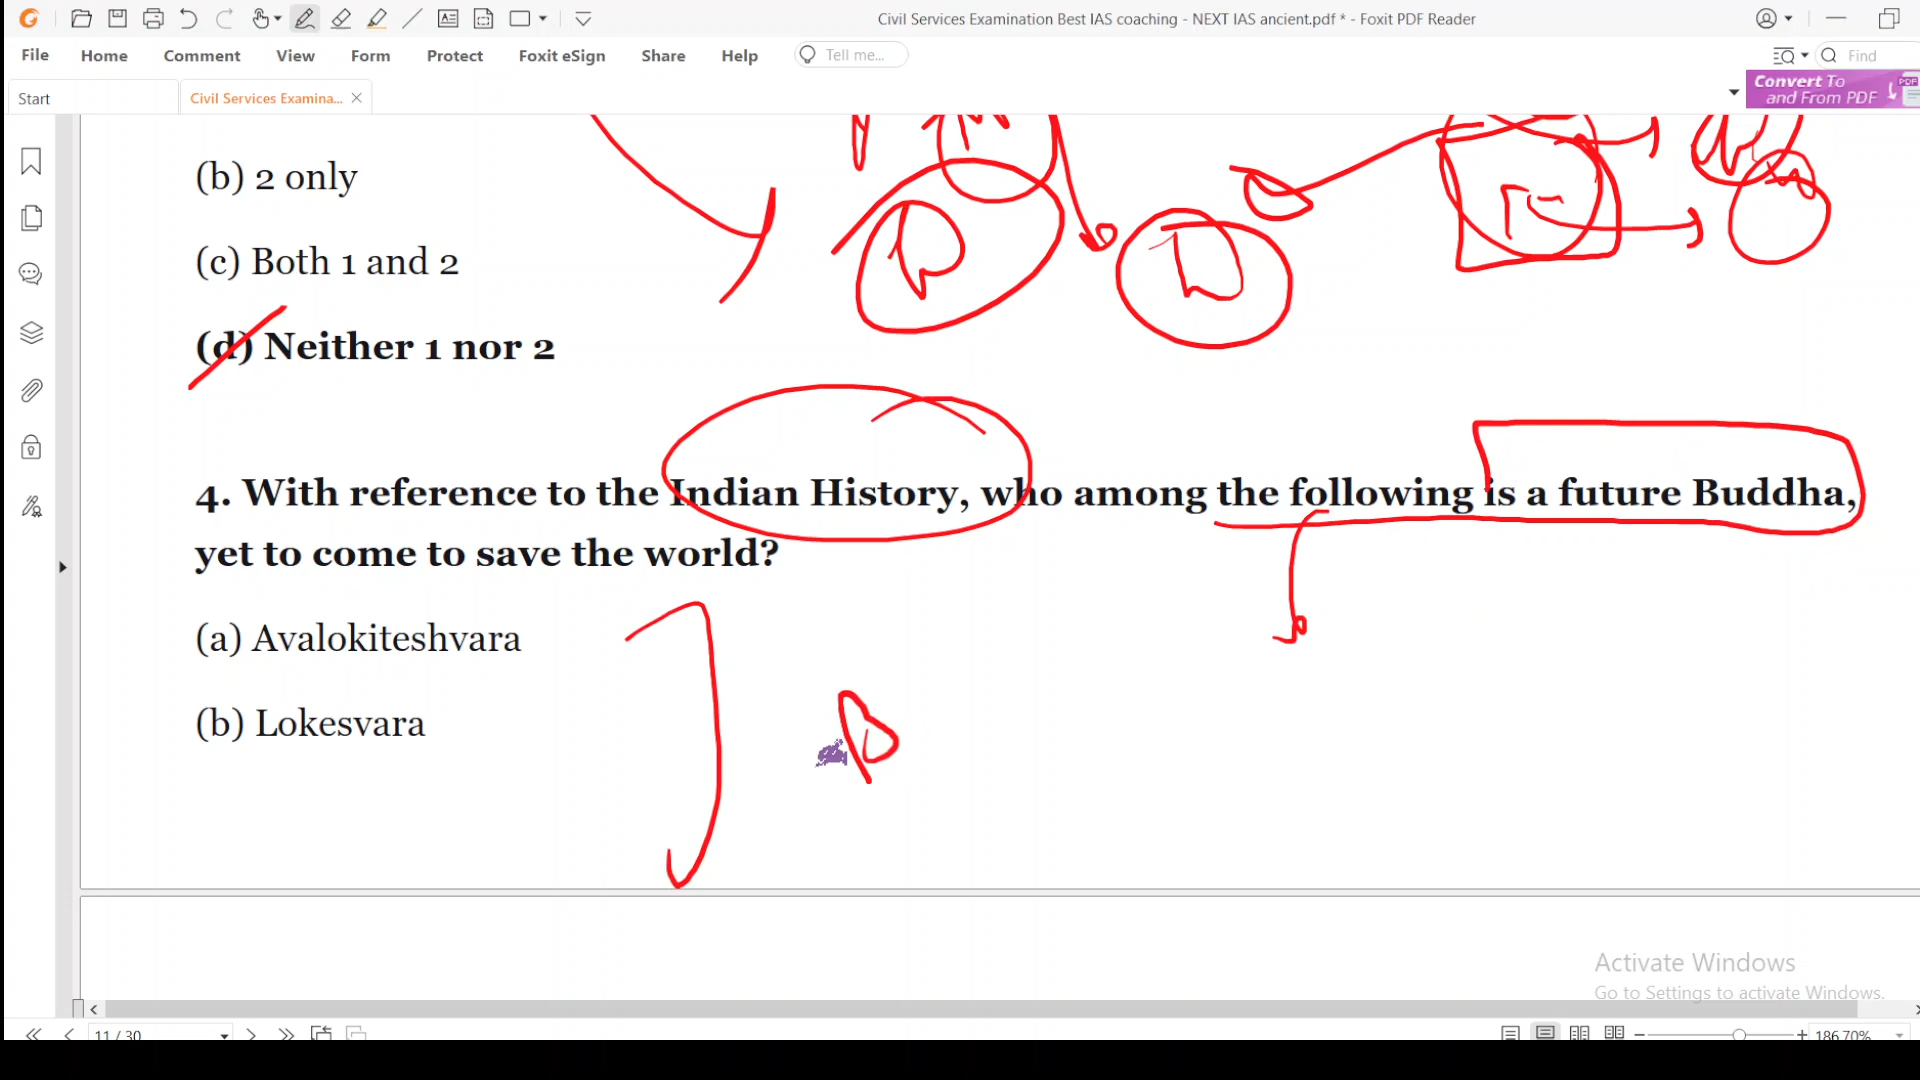 Civil Services Examination Best IAS coaching - NEXT IAS ancient.pdf * - Foxit PDF Reader
File Home Comment View Form Protect Foxit eSign Share Help Tell me... Find
Start Civil Services Examina... Convert To and From PDF PDF
(b) 2 only
(c) Both 1 and 2
(d) Neither 1 nor 2
4. With reference to the Indian History, who among the following is a future Buddha,
yet to come to save the world?
(a) Avalokiteshvara
(b) Lokesvara
Activate Windows
Go to Settings to activate Windows.
11 / 30 186.70%